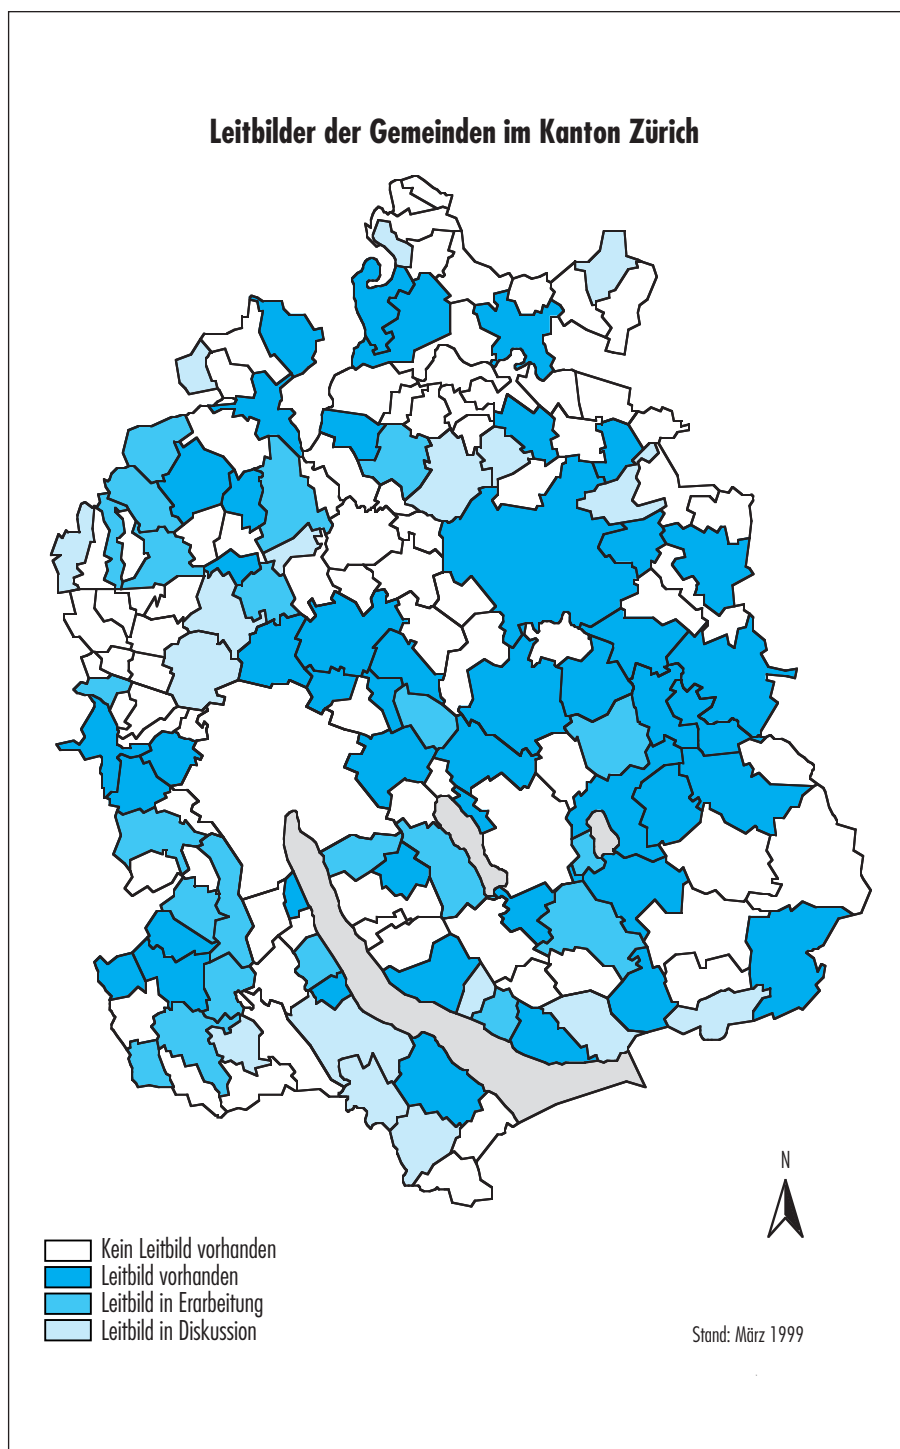 Leitbilder der Gemeinden im Kanton Zürich
N
Kein Leitbild vorhanden
Leitbild vorhanden
Leitbild in Erarbeitung
Leitbild in Diskussion
Stand: März 1999